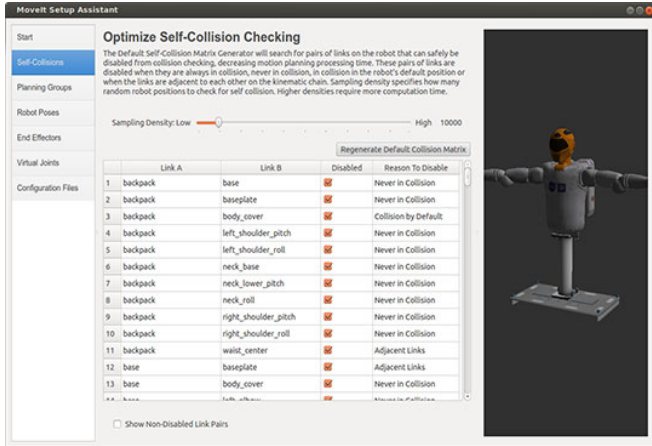 MoveIt Setup Assistant
Start
Self-Collisions
Planning Groups
Robot Poses
End Effectors
Virtual Joints
Configuration Files
Optimize Self-Collision Checking
The Default Self-Collision Matrix Generator will search for pairs of links on the robot that can safely be
disabled from collision checking, decreasing motion planning processing time. These pairs of links are
disabled when they are always in collision, never in collision, in collision in the robot's default position or
when the links are adjacent to each other on the kinematic chain. Sampling density specifies how many
random robot positions to check for self collision. Higher densities require more computation time.
Sampling Density: Low High 10000
Regenerate Default Collision Matrix
Link A Link B Disabled Reason To Disable
1 backpack base Never in Collision
2 backpack baseplate Never in Collision
3 backpack body_cover Collision by Default
4 backpack left_shoulder_pitch Never in Collision
5 backpack left_shoulder_roll Never in Collision
6 backpack neck_base Never in Collision
7 backpack neck_lower_pitch Never in Collision
8 backpack neck_roll Never in Collision
9 backpack right_shoulder_pitch Never in Collision
10 backpack right_shoulder_roll Never in Collision
11 backpack waist_center Adjacent Links
12 base baseplate Adjacent Links
13 base body_cover Never in Collision
Show Non-Disabled Link Pairs